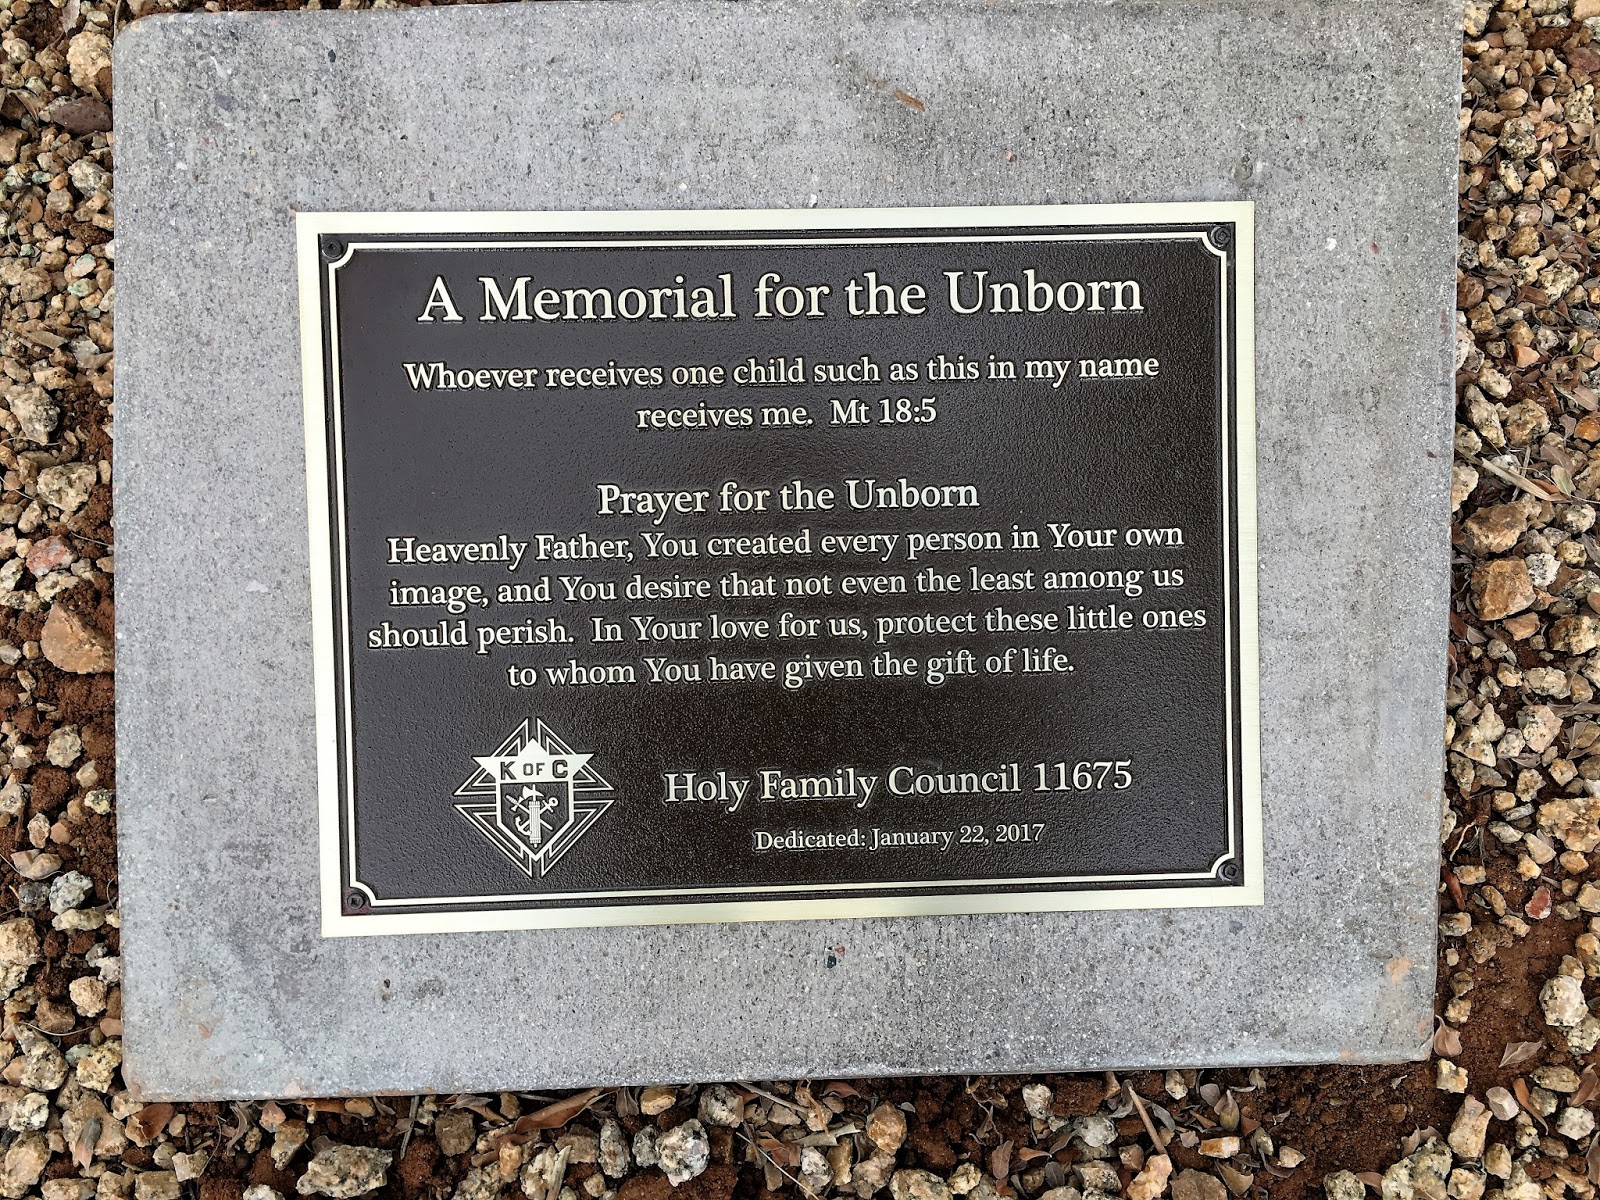 A Memorial for the Unborn
Whoever receives one child such as this in my name
receives me.  Mt 18:5
Prayer for the Unborn
Heavenly Father, You created every person in Your own
image, and You desire that not even the least among us
should perish.  In Your love for us, protect these little ones
to whom You have given the gift of life.
K OF C
Holy Family Council 11675
Dedicated: January 22, 2017